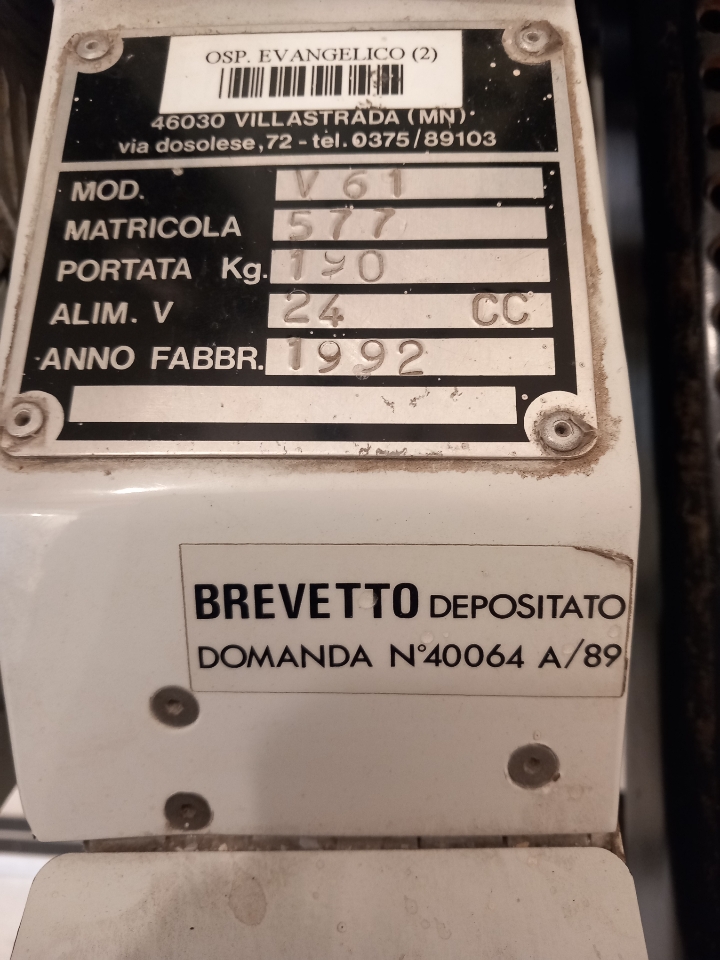 OSP. EVANGELICO (2)
46030 VILLASTRADA (MN)
via dosolese, 72 - tel. 0375/89103
MOD. V 61
MATRICOLA 577
PORTATA Kg. 190
ALIM. V 24 CC
ANNO FABBR. 1992
BREVETTO DEPOSITATO
DOMANDA N°40064 A/89